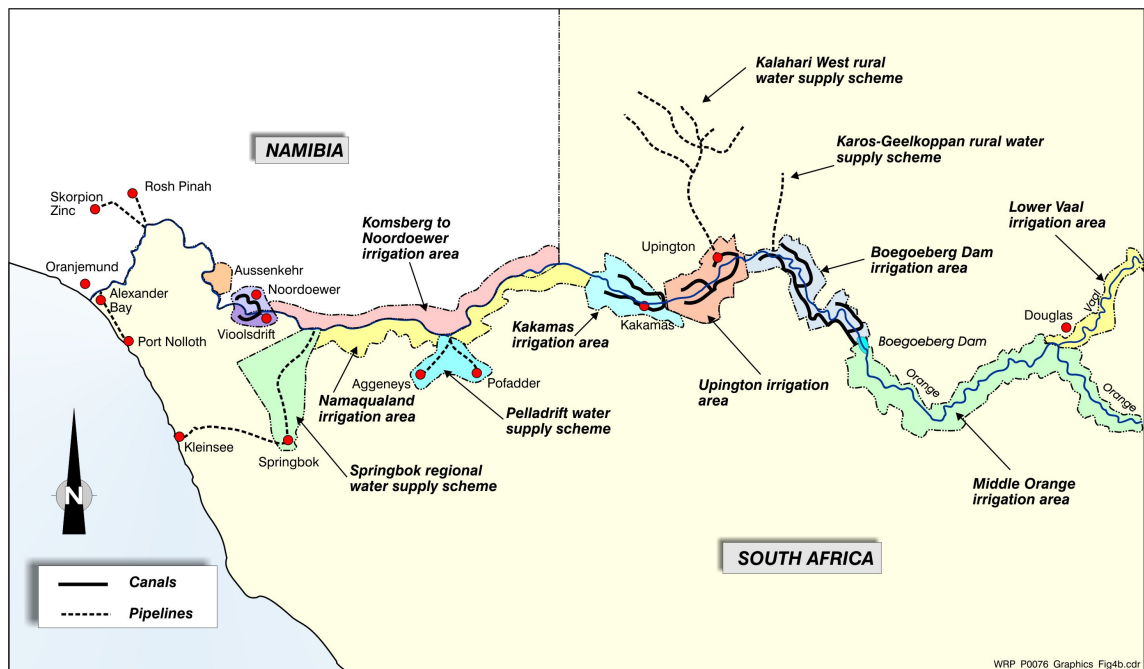 Kalahari West rural
water supply scheme
NAMIBIA
Karos-Geelkoppan rural water
supply scheme
Rosh Pinah
Skorpion
Zinc
Lower Vaal
irrigation area
Komsberg to
Noordoewer
irrigation area
Upington
Boegoeberg Dam
irrigation area
Oranjemund
Aussenkehr
Noordoewer
Alexander
Bay
Vaal
Douglas
Vioolsdrift
Kakamas
irrigation area
Kakamas
Boegoeberg Dam
Port Nolloth
Aggeneys
Pofadder
Namaqualand
irrigation area
Upington irrigation
area
Orange
Orange
Pelladrift water
supply scheme
Kleinsee
Springbok
Springbok regional
water supply scheme
Middle Orange
irrigation area
N
SOUTH AFRICA
Canals
Pipelines
WRP_P0076_Graphics_Fig4b.cdr